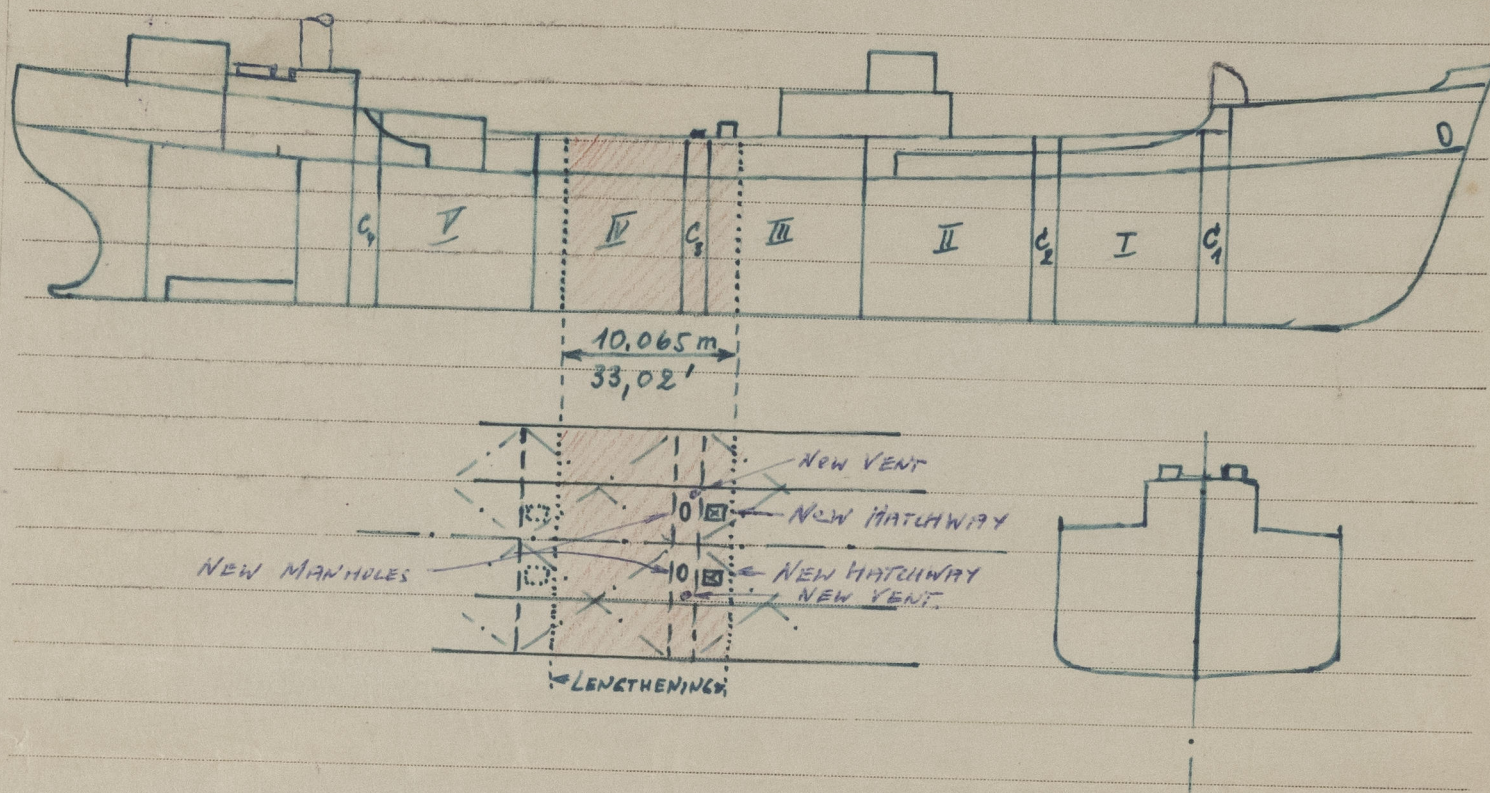 C4 V IV C3 III II C2 I C1
10,065 m
33,02'
NEW VENT
NEW HATCHWAY
NEW MANHOLES
NEW HATCHWAY
NEW VENT.
LENGTHENING